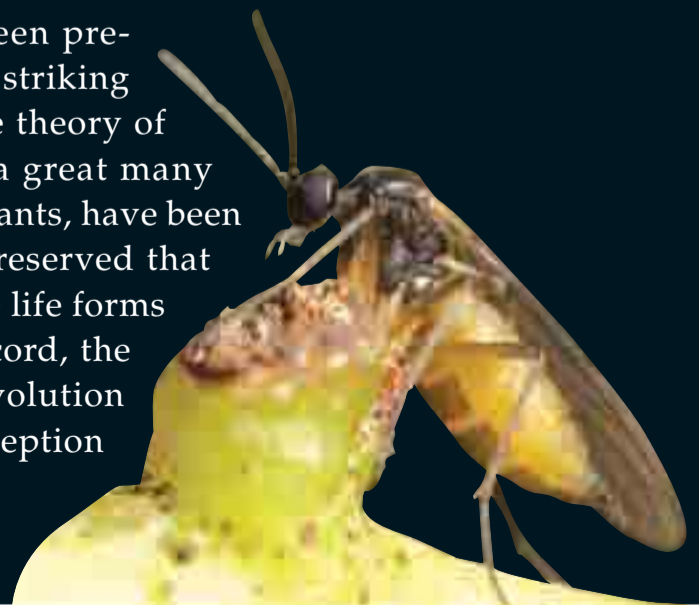 een pre-
striking
theory of
a great many
ants, have been
reserved that
life forms
cord, the
volution
eption